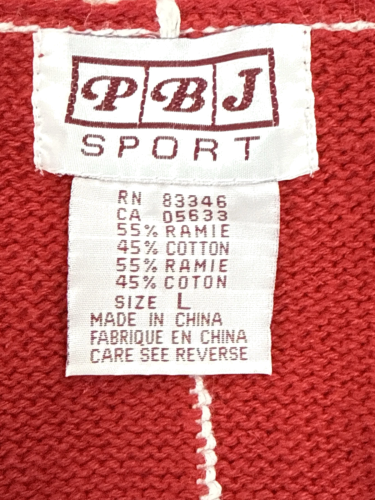 PBJ
SPORT
RN 83346
CA 05633
55% RAMIE
45% COTTON
55% RAMIE
45% COTON
SIZE L
MADE IN CHINA
FABRIQUE EN CHINA
CARE SEE REVERSE